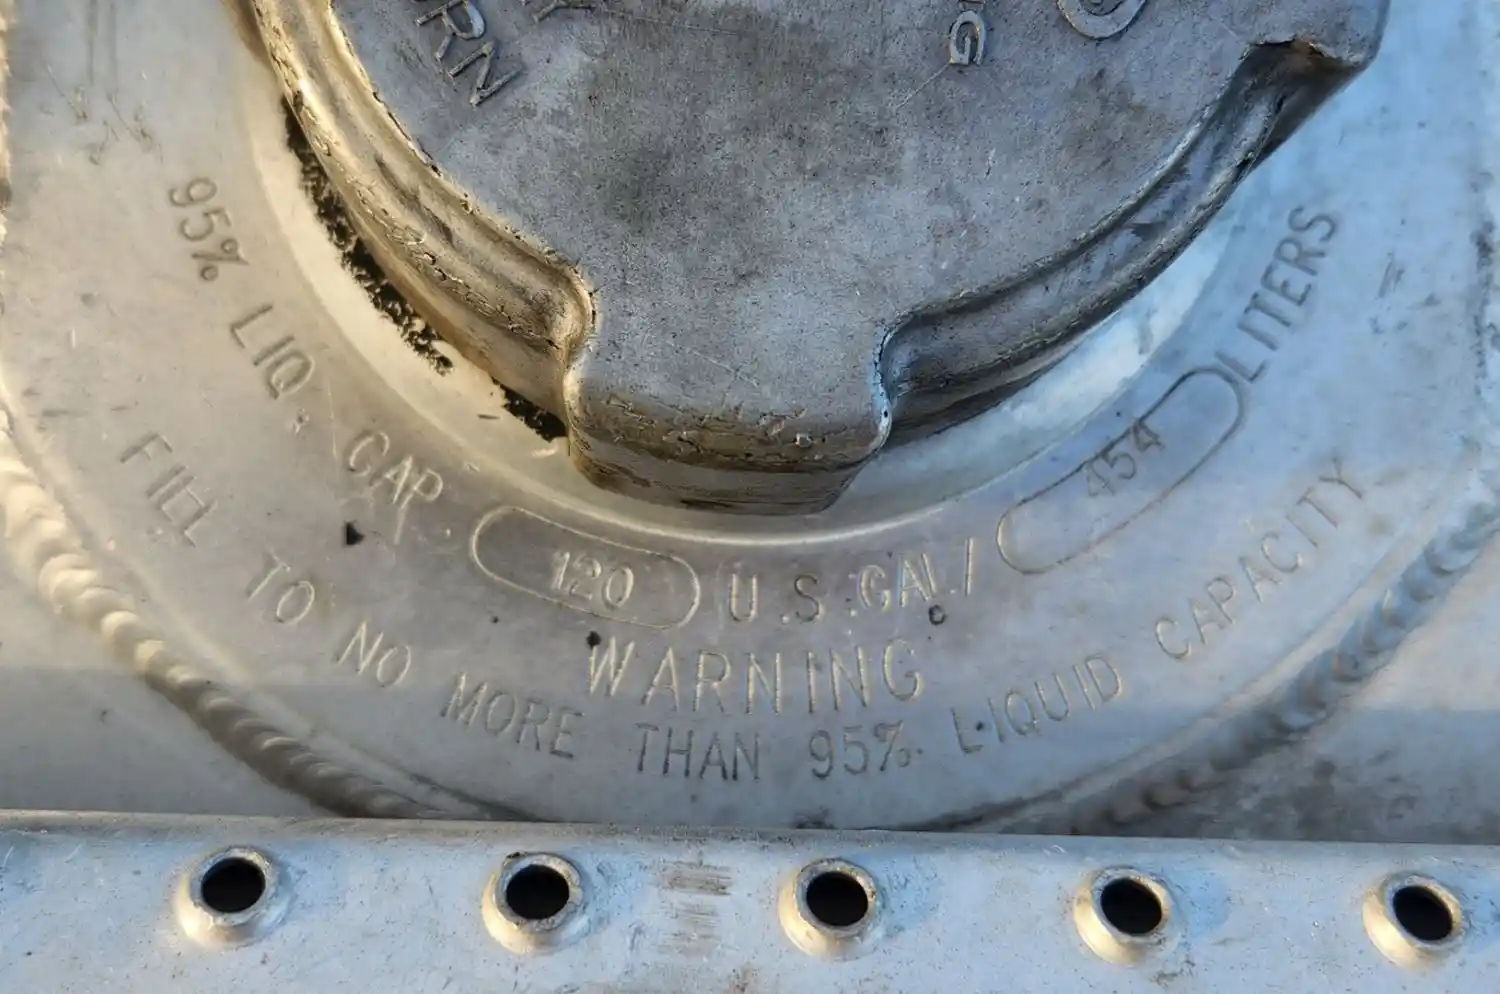 95% LIQ. CAP. 120 U.S. GAL/ 454 LITERS
WARNING
FILL TO NO MORE THAN 95% LIQUID CAPACITY